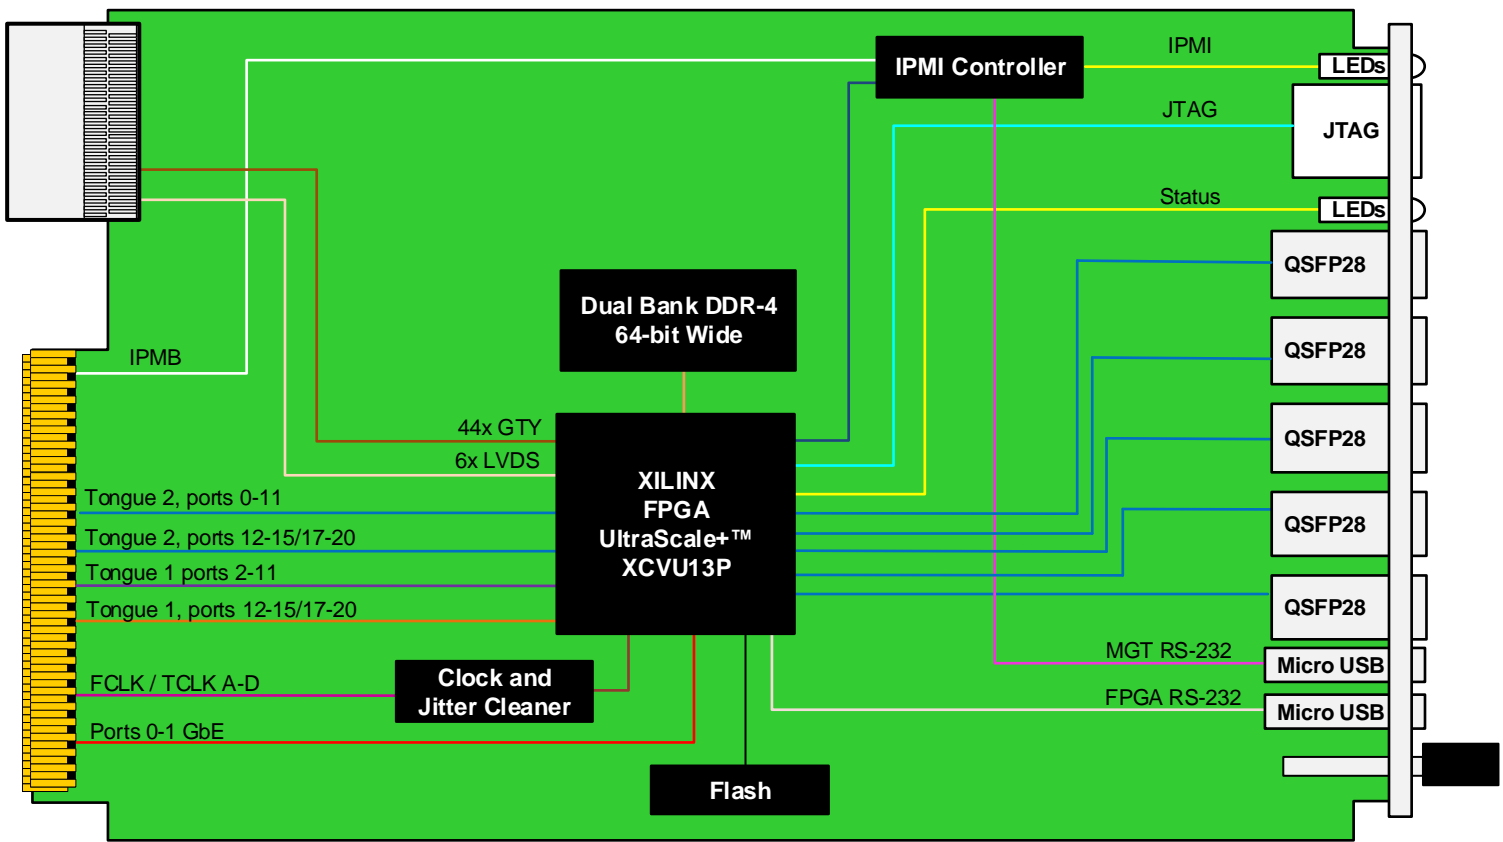 IPMI
IPMI Controller
LEDs
JTAG
JTAG
Status
LEDs
QSFP28
Dual Bank DDR-4
64-bit Wide
IPMB
QSFP28
44x GTY
6x LVDS
QSFP28
XILINX
FPGA
UltraScale+™
XCVU13P
Tongue 2, ports 0-11
Tongue 2, ports 12-15/17-20
Tongue 1 ports 2-11
Tongue 1, ports 12-15/17-20
QSFP28
QSFP28
MGT RS-232
Micro USB
FCLK / TCLK A-D
Clock and
Jitter Cleaner
FPGA RS-232
Micro USB
Ports 0-1 GbE
Flash